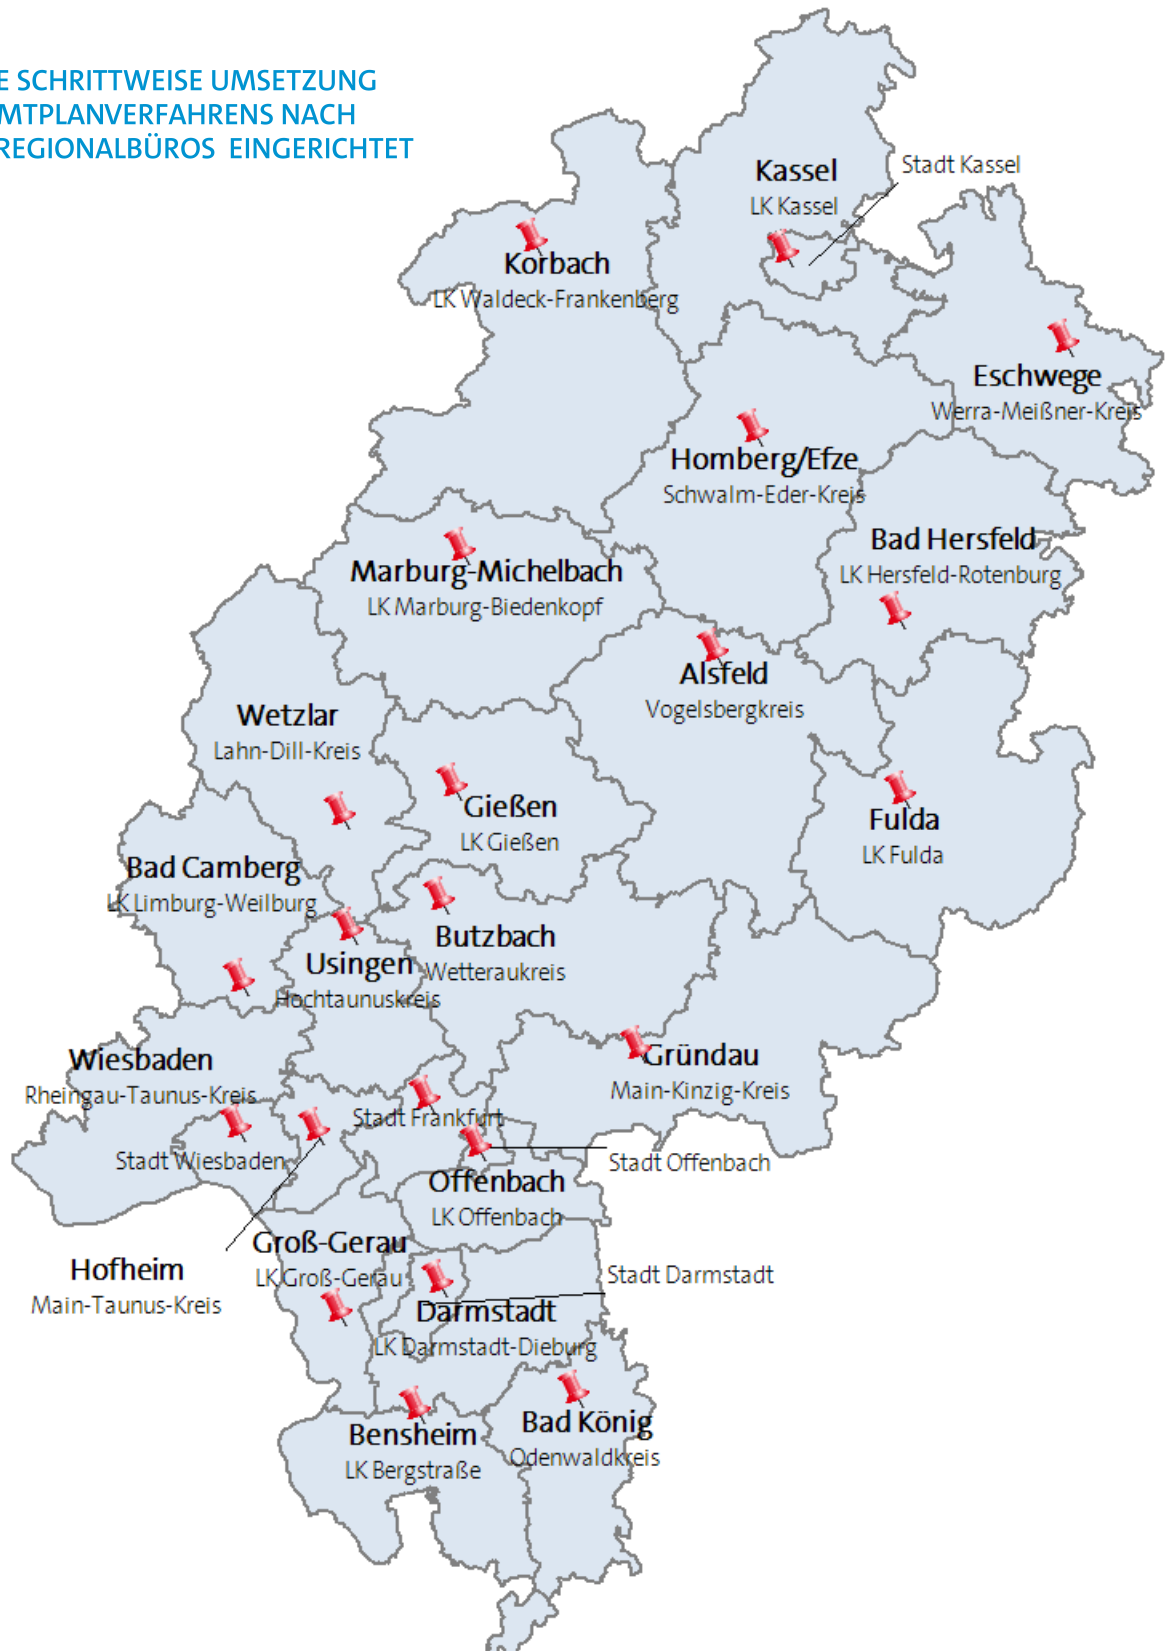 E SCHRITTWEISE UMSETZUNG
MTPLANVERFAHRENS NACH
REGIONALBÜROS EINGERICHTET
Kassel
LK Kassel
Stadt Kassel
Korbach
LK Waldeck-Frankenberg
Eschwege
Werra-Meißner-Kreis
Homberg/Efze
Schwalm-Eder-Kreis
Bad Hersfeld
LK Hersfeld-Rotenburg
Marburg-Michelbach
LK Marburg-Biedenkopf
Alsfeld
Vogelsbergkreis
Wetzlar
Lahn-Dill-Kreis
Gießen
LK Gießen
Fulda
LK Fulda
Bad Camberg
LK Limburg-Weilburg
Butzbach
Wetteraukreis
Usingen
Hochtaunuskreis
Gründau
Main-Kinzig-Kreis
Wiesbaden
Rheingau-Taunus-Kreis
Stadt Frankfurt
Stadt Wiesbaden
Stadt Offenbach
Offenbach
LK Offenbach
Groß-Gerau
LK Groß-Gerau
Hofheim
Main-Taunus-Kreis
Stadt Darmstadt
Darmstadt
LK Darmstadt-Dieburg
Bad König
Odenwaldkreis
Bensheim
LK Bergstraße